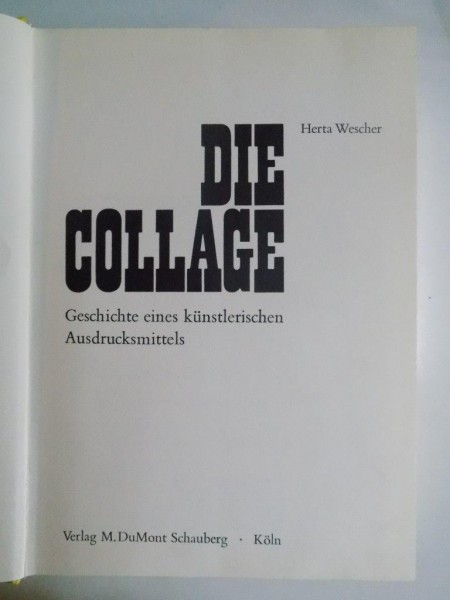 Herta Wescher
DIE
COLLAGE
Geschichte eines künstlerischen
Ausdrucksmittels
Verlag M. DuMont Schauberg · Köln